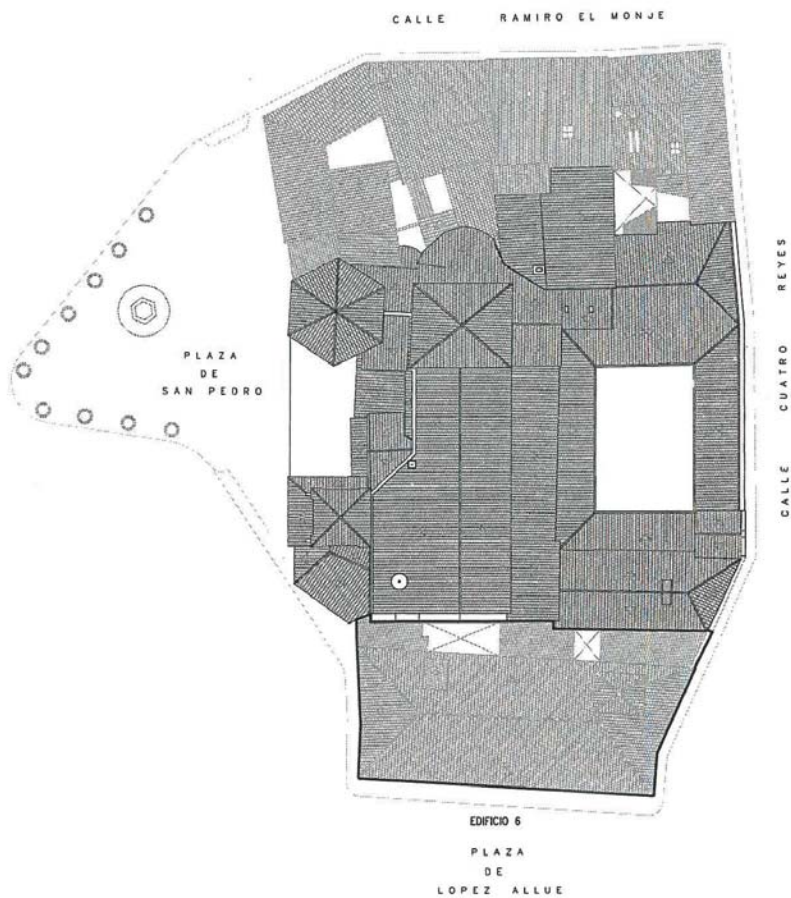 CALLE RAMIRO EL MONJE
PLAZA
DE
SAN PEDRO
CALLE CUATRO REYES
EDIFICIO 6
PLAZA
DE
LOPEZ ALLUE